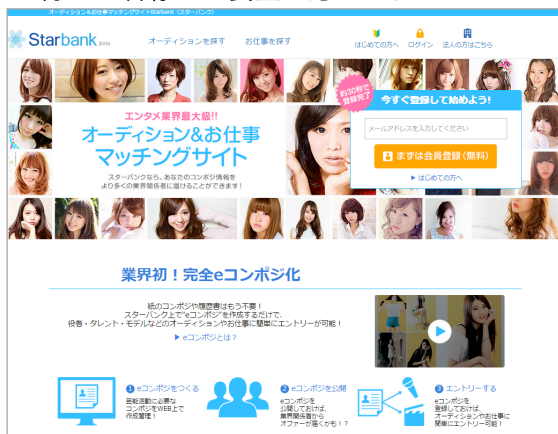 オーディション&お仕事マッチングサイトStarbank（スターバンク）
Starbank Beta
オーディションを探す お仕事を探す
はじめての方へ ログイン 法人の方はこちら
約30秒で
登録完了
今すぐ登録して始めよう!
メールアドレスを入力してください
まずは会員登録(無料)
▶ はじめての方へ
エンタメ業界最大級!!
オーディション&お仕事
マッチングサイト
スターバンクなら、あなたのコンポジ情報を
より多くの業界関係者に届けることができます!
業界初！完全eコンポジ化
紙のコンポジや履歴書はもう不要！
スターバンク上で"eコンポジ"を作成するだけで、
役者・タレント・モデルなどのオーディションやお仕事に簡単にエントリーが可能！
▶ eコンポジとは？
1 eコンポジをつくる
芸能活動に必要な
コンポジをWEB上で
作成管理！
2 eコンポジを公開
eコンポジを
公開しておけば、
業界関係者から
オファーが届くかも！？
3 エントリーする
eコンポジを
登録しておけば、
オーディションやお仕事に
簡単にエントリー可能！